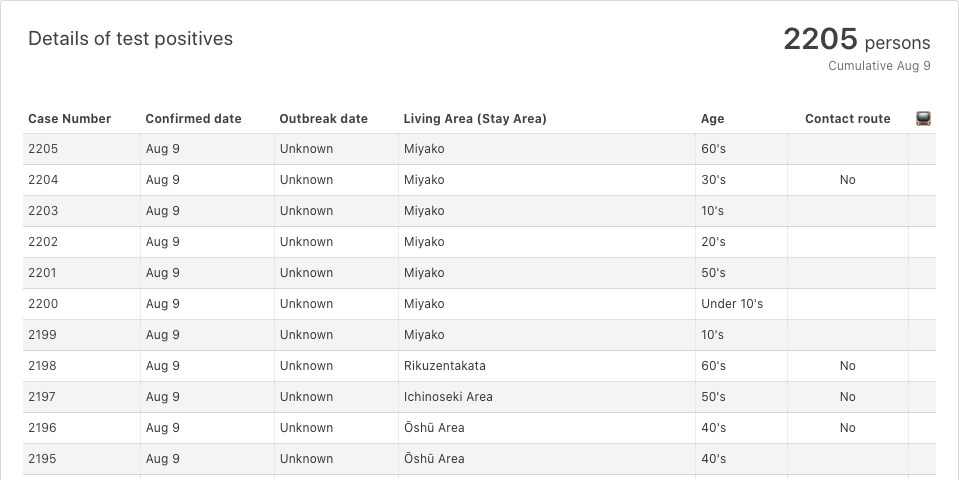 Details of test positives
2205 persons
Cumulative Aug 9
Case Number Confirmed date Outbreak date Living Area (Stay Area) Age Contact route
2205 Aug 9 Unknown Miyako 60's
2204 Aug 9 Unknown Miyako 30's No
2203 Aug 9 Unknown Miyako 10's
2202 Aug 9 Unknown Miyako 20's
2201 Aug 9 Unknown Miyako 50's
2200 Aug 9 Unknown Miyako Under 10's
2199 Aug 9 Unknown Miyako 10's
2198 Aug 9 Unknown Rikuzentakata 60's No
2197 Aug 9 Unknown Ichinoseki Area 50's No
2196 Aug 9 Unknown Ōshū Area 40's No
2195 Aug 9 Unknown Ōshū Area 40's